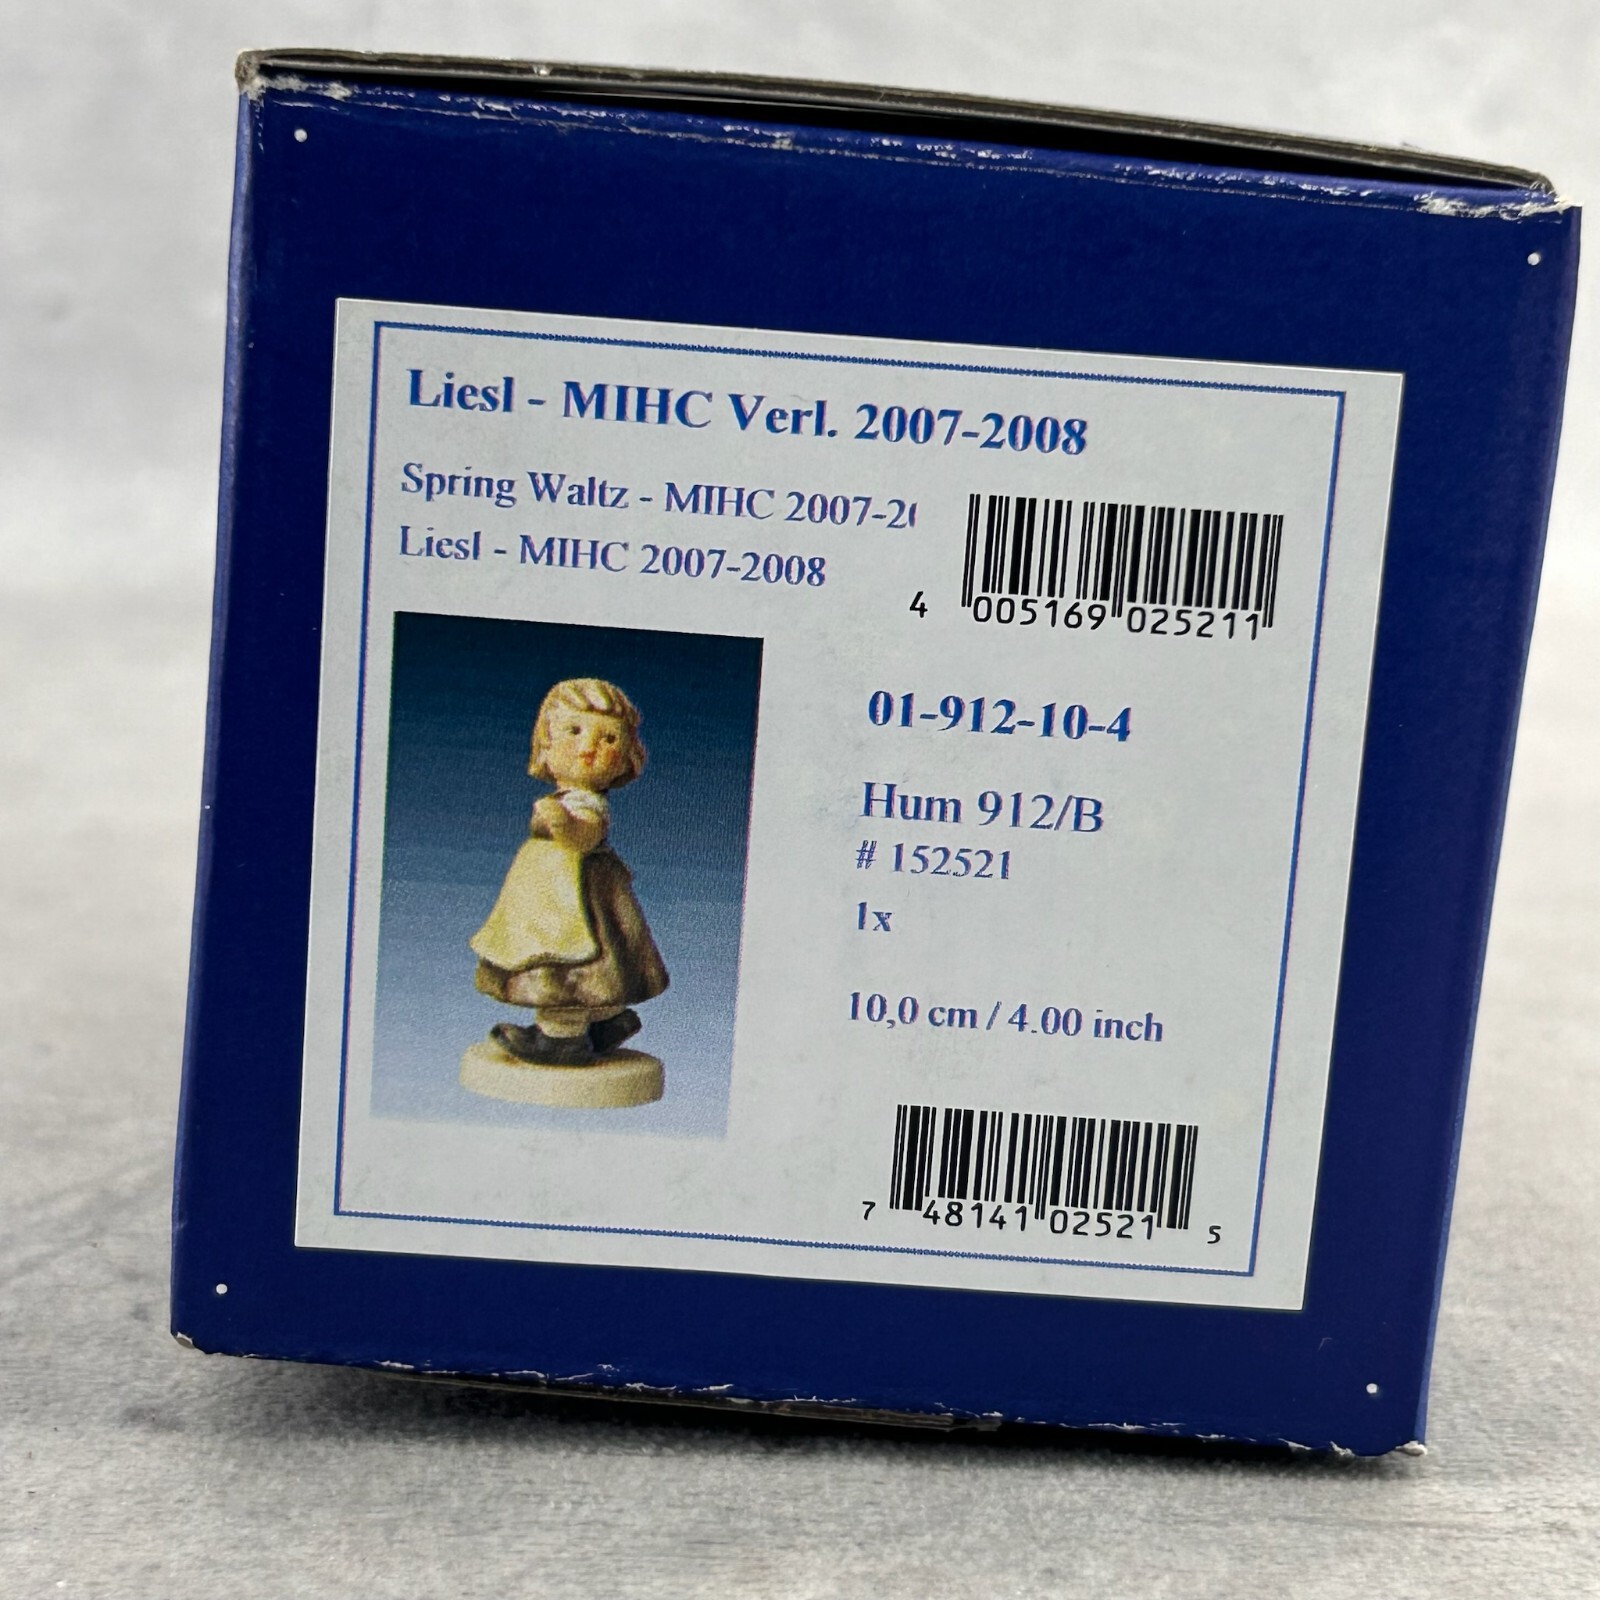 Liesl - MIHC Verl. 2007-2008
Spring Waltz - MIHC 2007-2(
Liesl - MIHC 2007-2008
4 005169 025211
01-912-10-4
Hum 912/B
# 152521
1x
10,0 cm / 4.00 inch
7 48141 02521 5